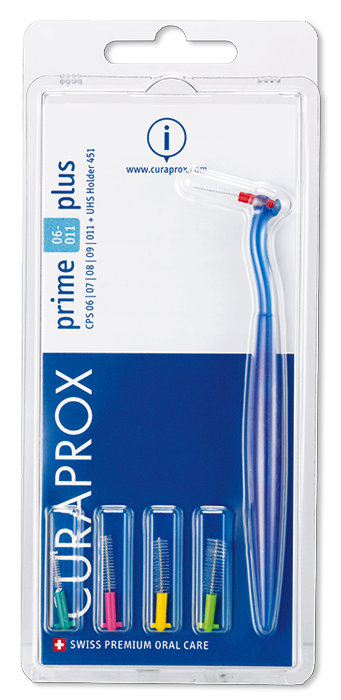 i
www.curaprox.com
prime plus
06-
011
CPS 06 | 07 | 08 | 09 | 011 + UHS Holder 451
CURAPROX
SWISS PREMIUM ORAL CARE